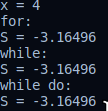 x = 4
for:
S = -3.16496
while:
S = -3.16496
while do:
S = -3.16496